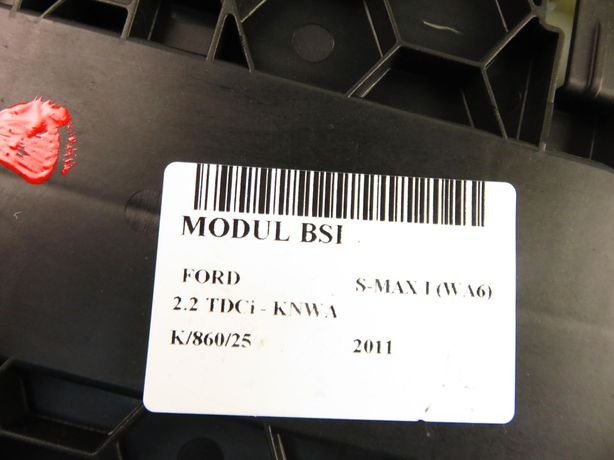 MODUL BSI
FORD S-MAX I (WA6)
2.2 TDCi - KNWA
K/860/25 2011